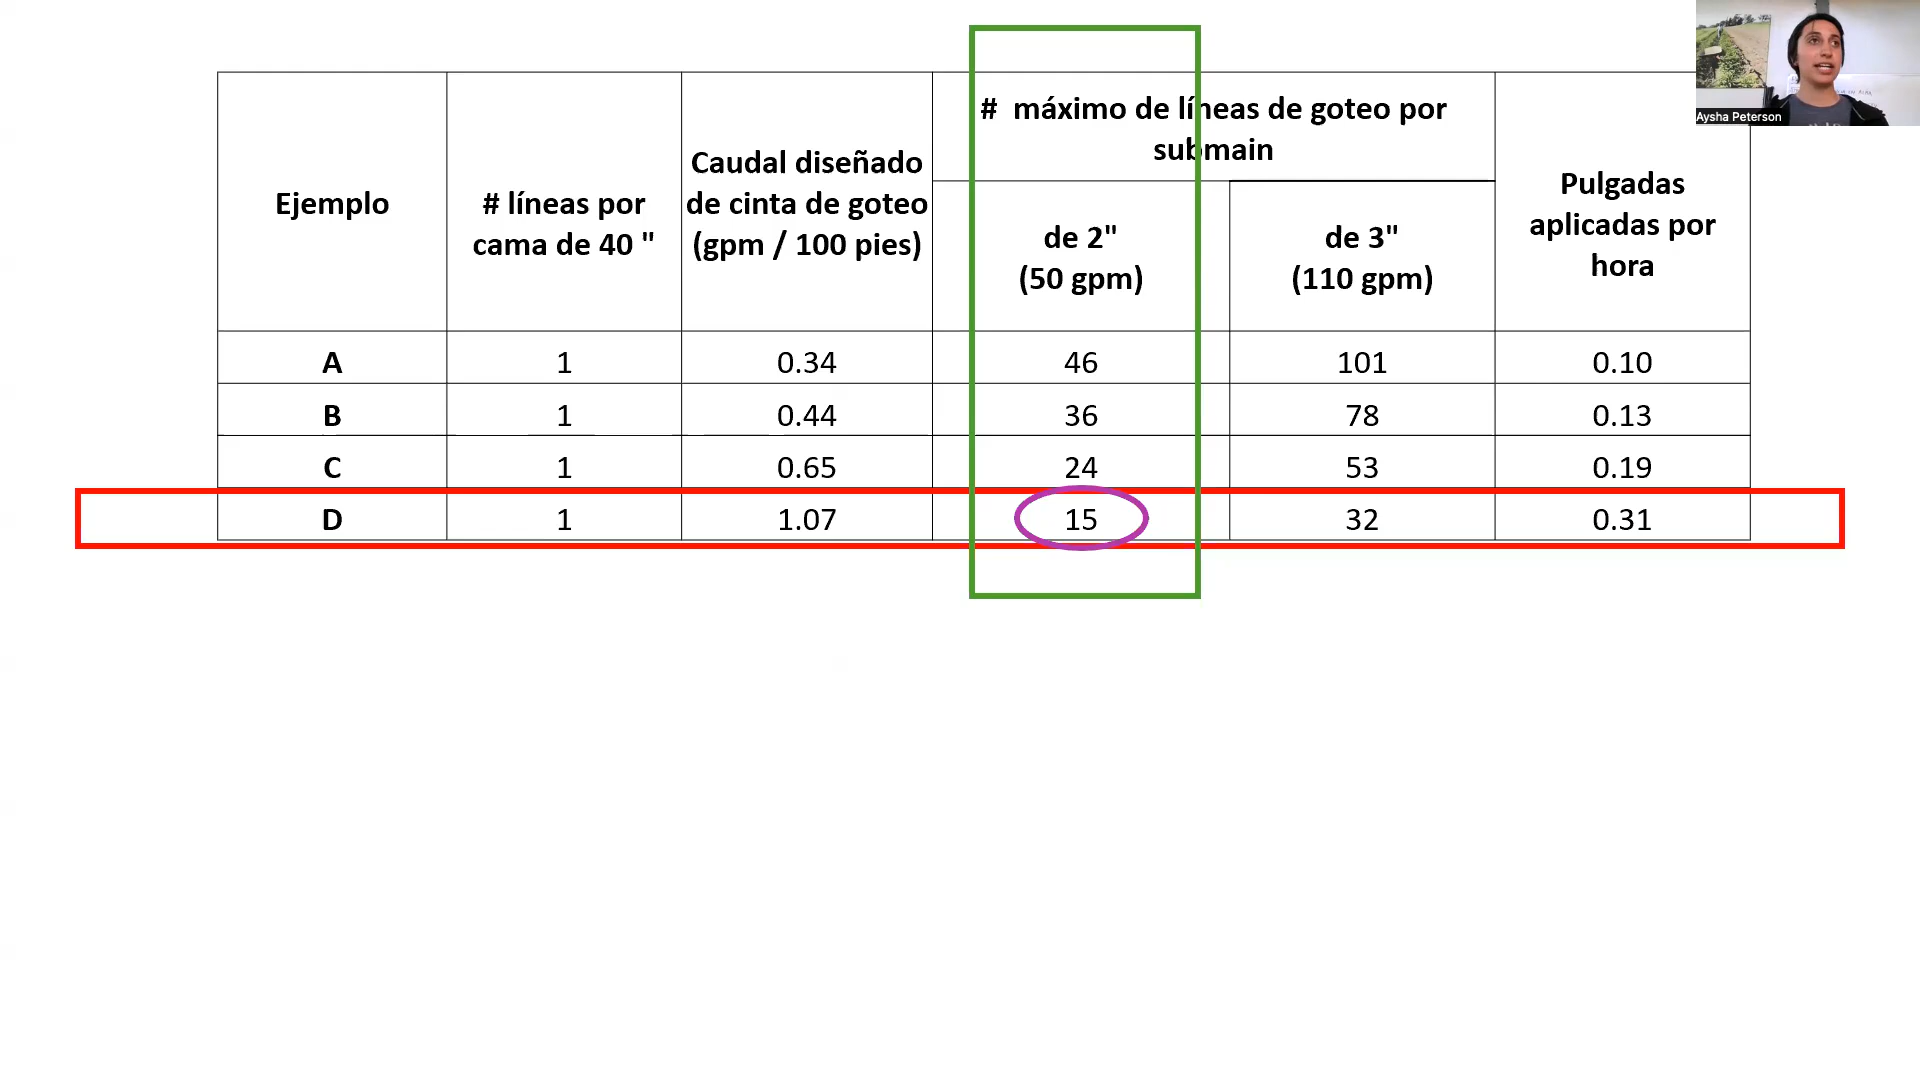 Aysha Peterson
# máximo de líneas de goteo por
submain
Ejemplo
# líneas por
cama de 40 "
Caudal diseñado
de cinta de goteo
(gpm / 100 pies)
de 2"
(50 gpm)
de 3"
(110 gpm)
Pulgadas
aplicadas por
hora
A 1 0.34 46 101 0.10
B 1 0.44 36 78 0.13
C 1 0.65 24 53 0.19
D 1 1.07 15 32 0.31